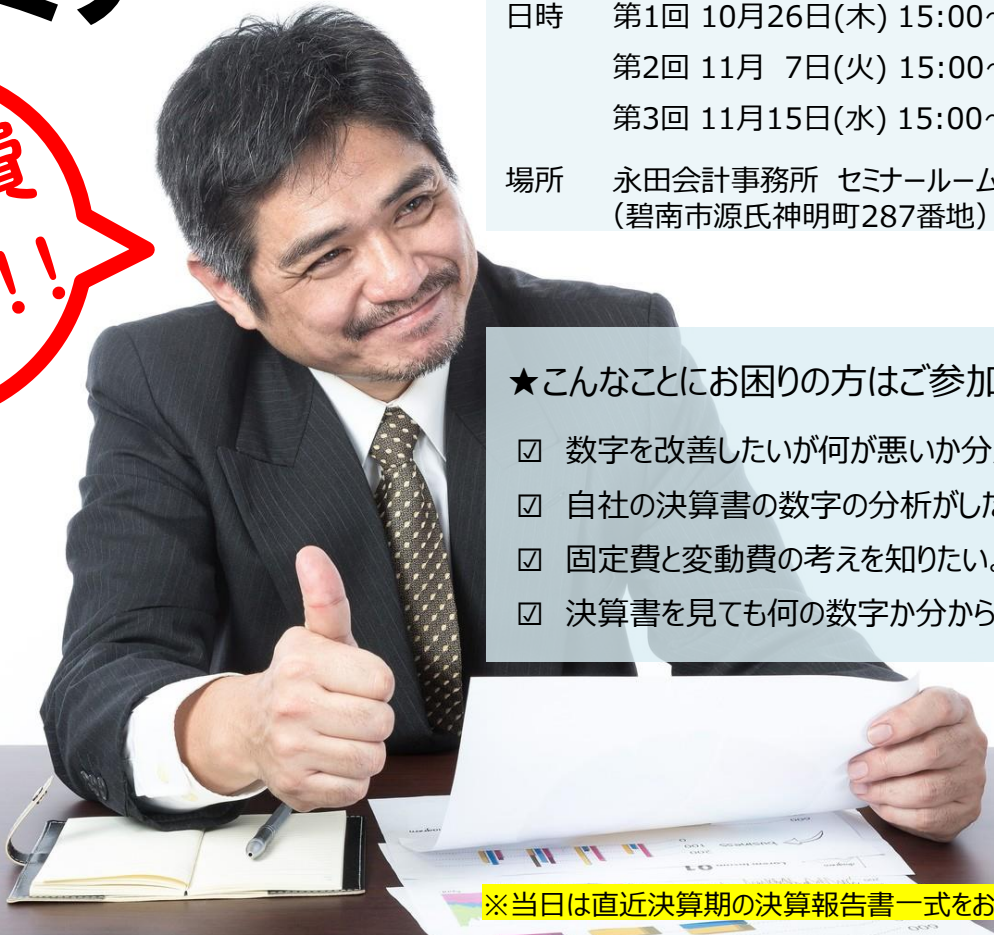 日時 第1回 10月26日(木) 15:00~
第2回 11月 7日(火) 15:00~
第3回 11月15日(水) 15:00~
場所 永田会計事務所 セミナールーム
(碧南市源氏神明町287番地)
!!
★こんなことにお困りの方はご参加
☑ 数字を改善したいが何が悪いか分
☑ 自社の決算書の数字の分析がした
☑ 固定費と変動費の考えを知りたい
☑ 決算書を見ても何の数字か分から
※当日は直近決算期の決算報告書一式をお